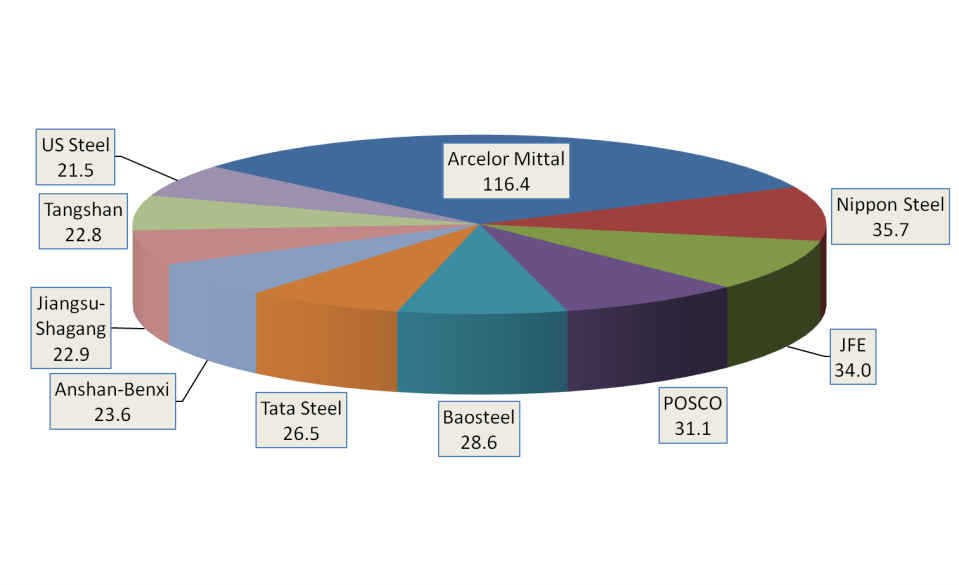 US Steel
21.5
Arcelor Mittal
116.4
Tangshan
22.8
Nippon Steel
35.7
Jiangsu-
Shagang
22.9
JFE
34.0
Anshan-Benxi
23.6
Tata Steel
26.5
Baosteel
28.6
POSCO
31.1